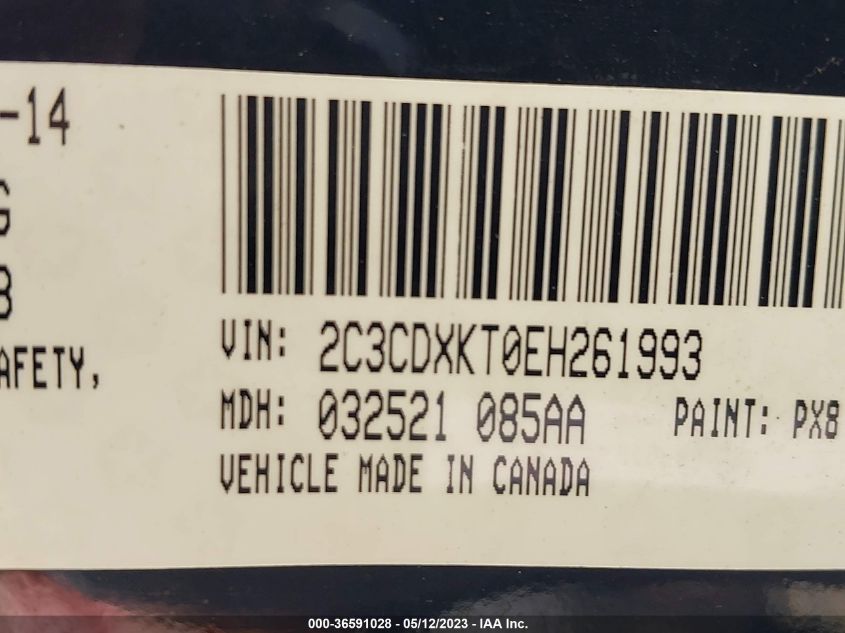 -14
G
8
AFETY,
VIN: 2C3CDXKT0EH261993
MDH: 032521 085AA PAINT: PX8
VEHICLE MADE IN CANADA
000-36591028 - 05/12/2023 - IAA Inc.